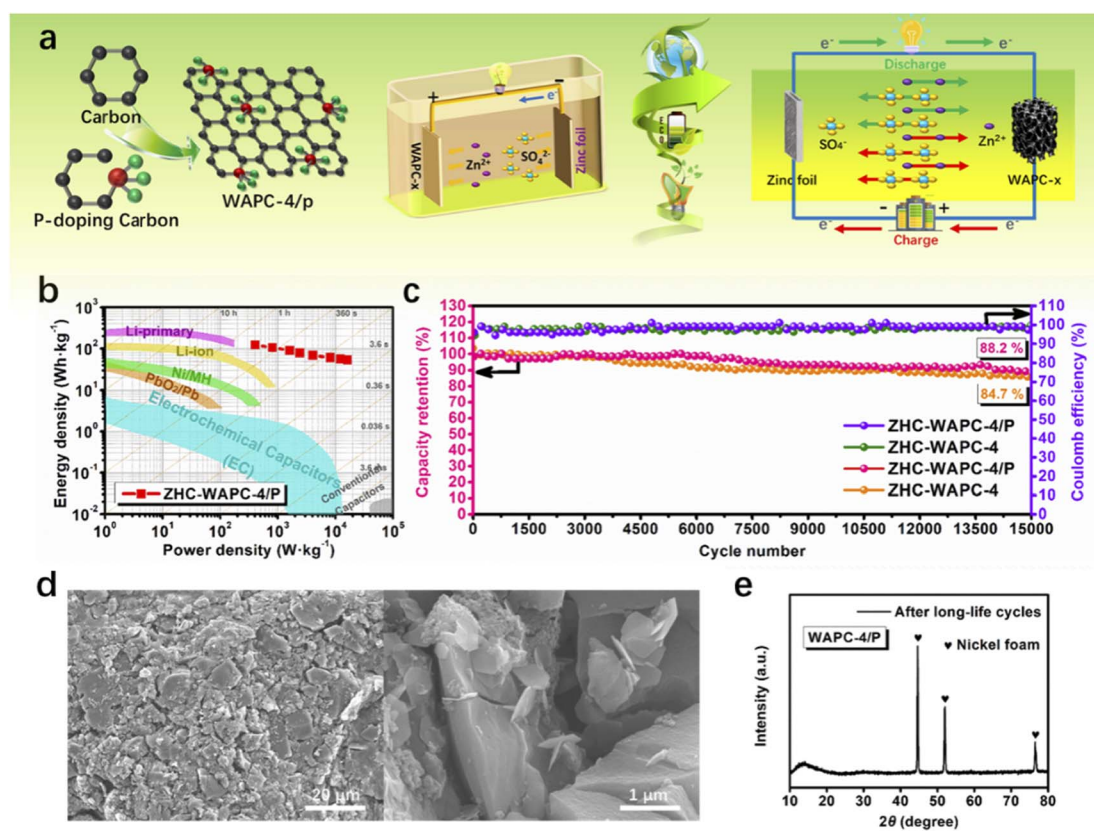 a
Carbon
P-doping Carbon
WAPC-4/p
+
-
e⁻
WAPC-x
Zn²⁺
SO₄²⁻
Zinc foil
e⁻
e⁻
Discharge
SO₄⁻
Zn²⁺
Zinc foil
WAPC-x
-
+
e⁻
e⁻
Charge
b
Energy density (Wh·kg⁻¹)
10³
10²
10¹
10⁰
10⁻¹
10⁻²
10 h
1 h
360 s
3.6 s
0.36 s
0.036 s
Li-primary
Li-ion
Ni/MH
PbO₂/Pb
Electrochemical Capacitors
(EC)
Conventional
Capacitors
ZHC-WAPC-4/P
10⁰
10¹
10²
10³
10⁴
10⁵
Power density (W·kg⁻¹)
c
Capacity retention (%)
130
120
110
100
90
80
70
60
50
40
30
20
10
0
110
100
90
80
70
60
50
40
30
20
10
0
Coulomb efficiency (%)
88.2 %
84.7 %
ZHC-WAPC-4/P
ZHC-WAPC-4
ZHC-WAPC-4/P
ZHC-WAPC-4
0
1500
3000
4500
6000
7500
9000
10500
12000
13500
15000
Cycle number
d
20 μm
1 μm
e
Intensity (a.u.)
After long-life cycles
WAPC-4/P
♥ Nickel foam
10
20
30
40
50
60
70
80
2θ (degree)